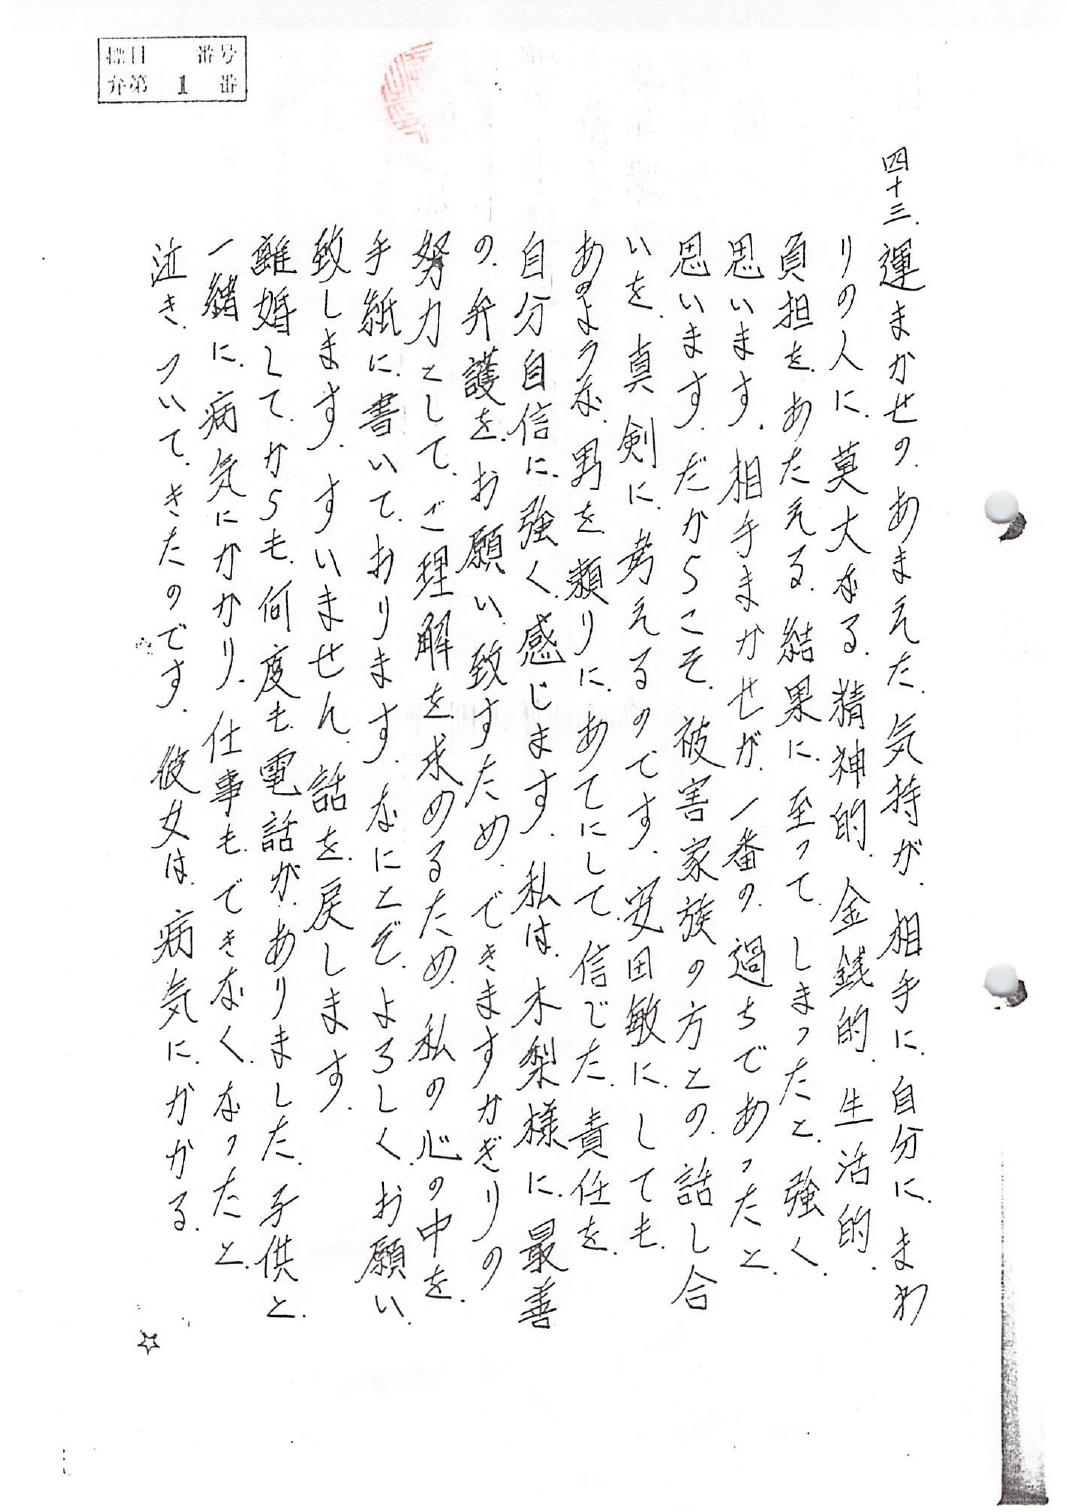 標目 番号
弁第 1 番
四十三.
運まかせの.あまえた.気持が.相手に.自分に.まわ
りの人に.莫大なる.精神的.金銭的.生活的.
負担を.あたえる.結果に.至って.しまったと.強く.
思います.相手まかせが.一番の.過ちであったと.
思います.だからこそ.被害家族の方との.話し合
いを.真剣に.考えるのです.安田敏に.しても.
あのような.男を.頼りに.あてにして.信じた.責任を.
自分自信に.強く.感じます.私は.木梨様に.最善
の.弁護を.お願い.致すため.できますかぎりの
努力として.ご理解を求めるため.私の心の中を.
手紙に.書いて.おります.なにとぞ.よろしく.お願い.
致します.すいません.話を.戻します.
離婚して.からも.何度も.電話が.ありました.子供と.
一緒に.病気にかかり.仕事も.できなく.なったと.
泣き.ついて.きたのです.彼女は.病気に.かかる.
☆